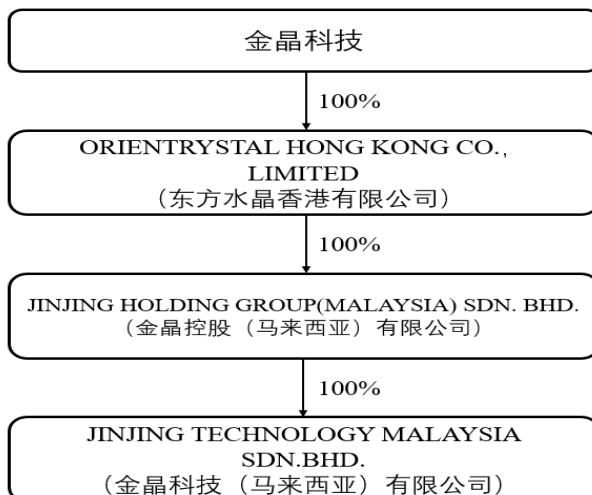 金晶科技
100%
ORIENTRYSTAL HONG KONG CO.,
LIMITED
（东方水晶香港有限公司）
100%
JINJING HOLDING GROUP(MALAYSIA) SDN. BHD.
（金晶控股（马来西亚）有限公司）
100%
JINJING TECHNOLOGY MALAYSIA
SDN.BHD.
（金晶科技（马来西亚）有限公司）